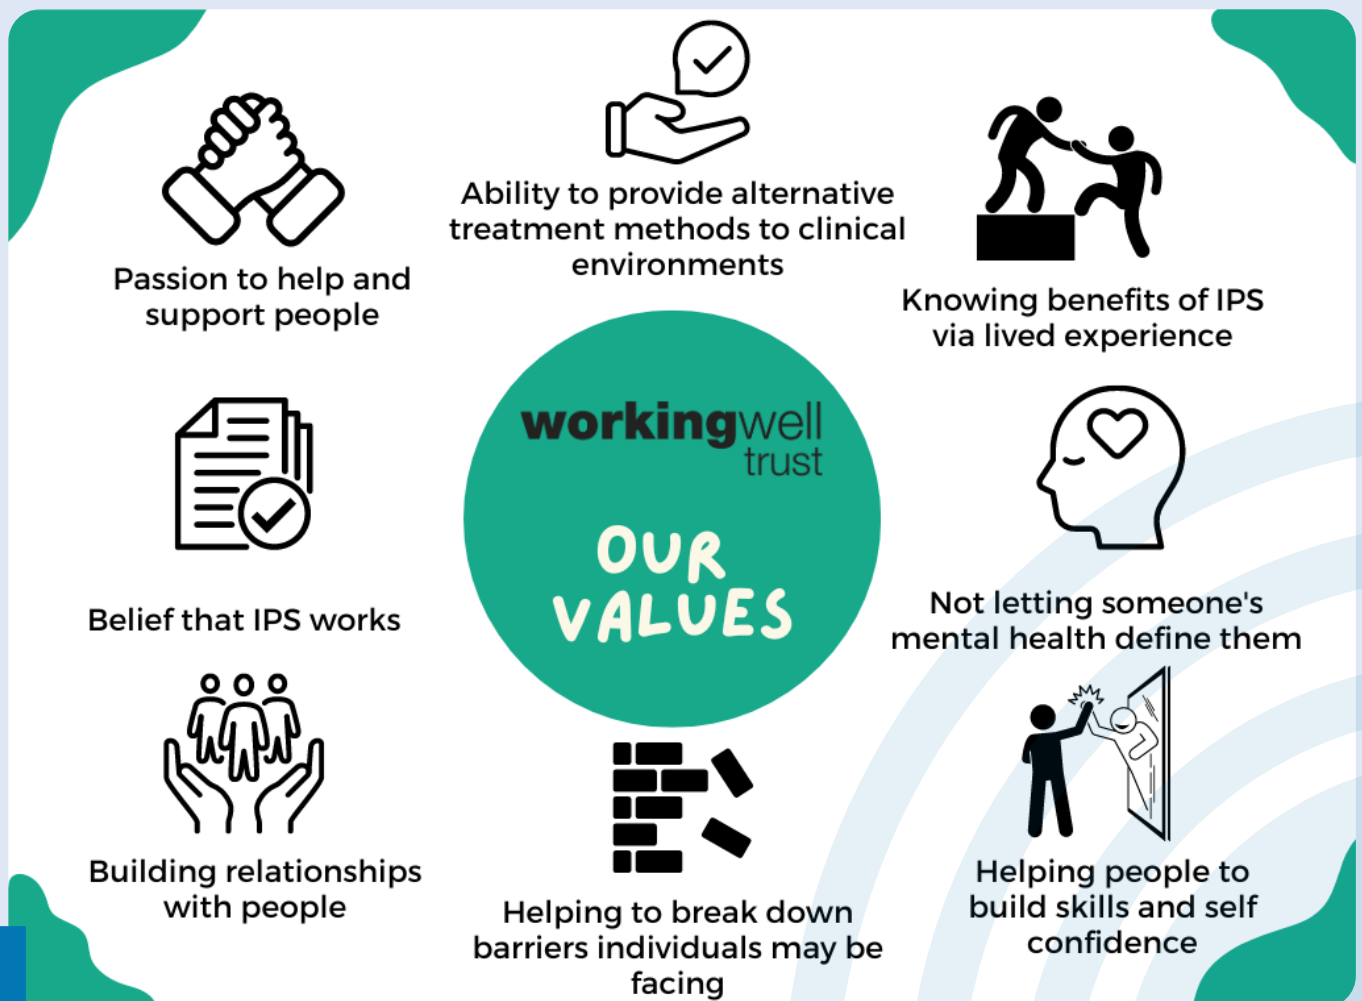 Ability to provide alternative
treatment methods to clinical
environments
Passion to help and
support people
Knowing benefits of IPS
via lived experience
workingwell
trust
OUR
VALUES
Belief that IPS works
Not letting someone's
mental health define them
Building relationships
with people
Helping to break down
barriers individuals may be
facing
Helping people to
build skills and self
confidence